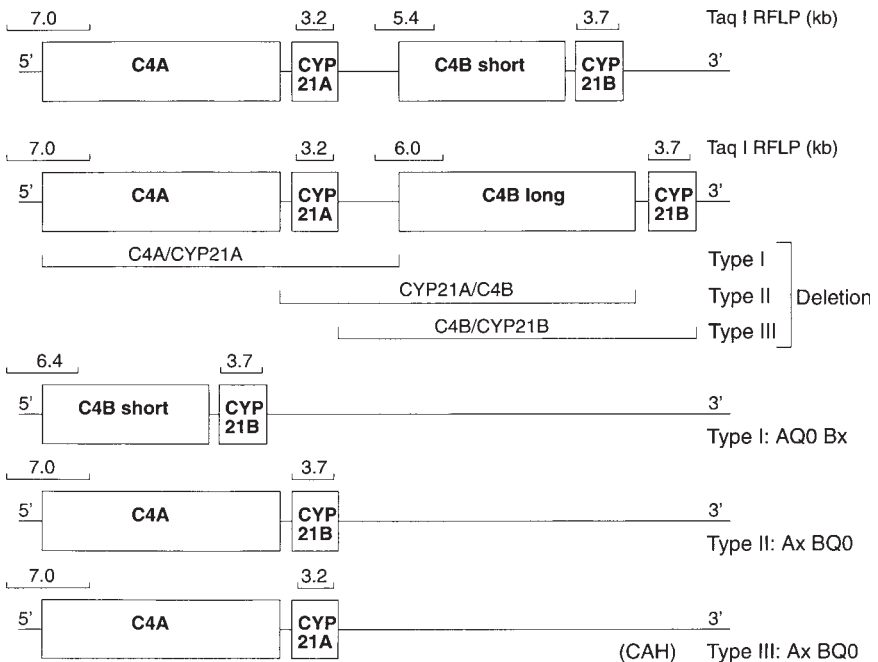 7.0 3.2 5.4 3.7 Taq I RFLP (kb)
5’ C4A CYP 21A C4B short CYP 21B 3’
7.0 3.2 6.0 3.7 Taq I RFLP (kb)
5’ C4A CYP 21A C4B long CYP 21B 3’
C4A/CYP21A Type I
CYP21A/C4B Type II Deletion
C4B/CYP21B Type III
6.4 3.7
5’ C4B short CYP 21B 3’
Type I: AQ0 Bx
7.0 3.7
5’ C4A CYP 21B 3’
Type II: Ax BQ0
7.0 3.2
5’ C4A CYP 21A 3’
(CAH) Type III: Ax BQ0